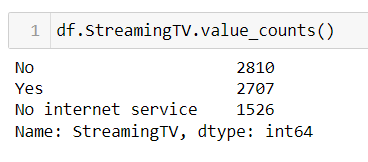 1 df.StreamingTV.value_counts()
No 2810
Yes 2707
No internet service 1526
Name: StreamingTV, dtype: int64